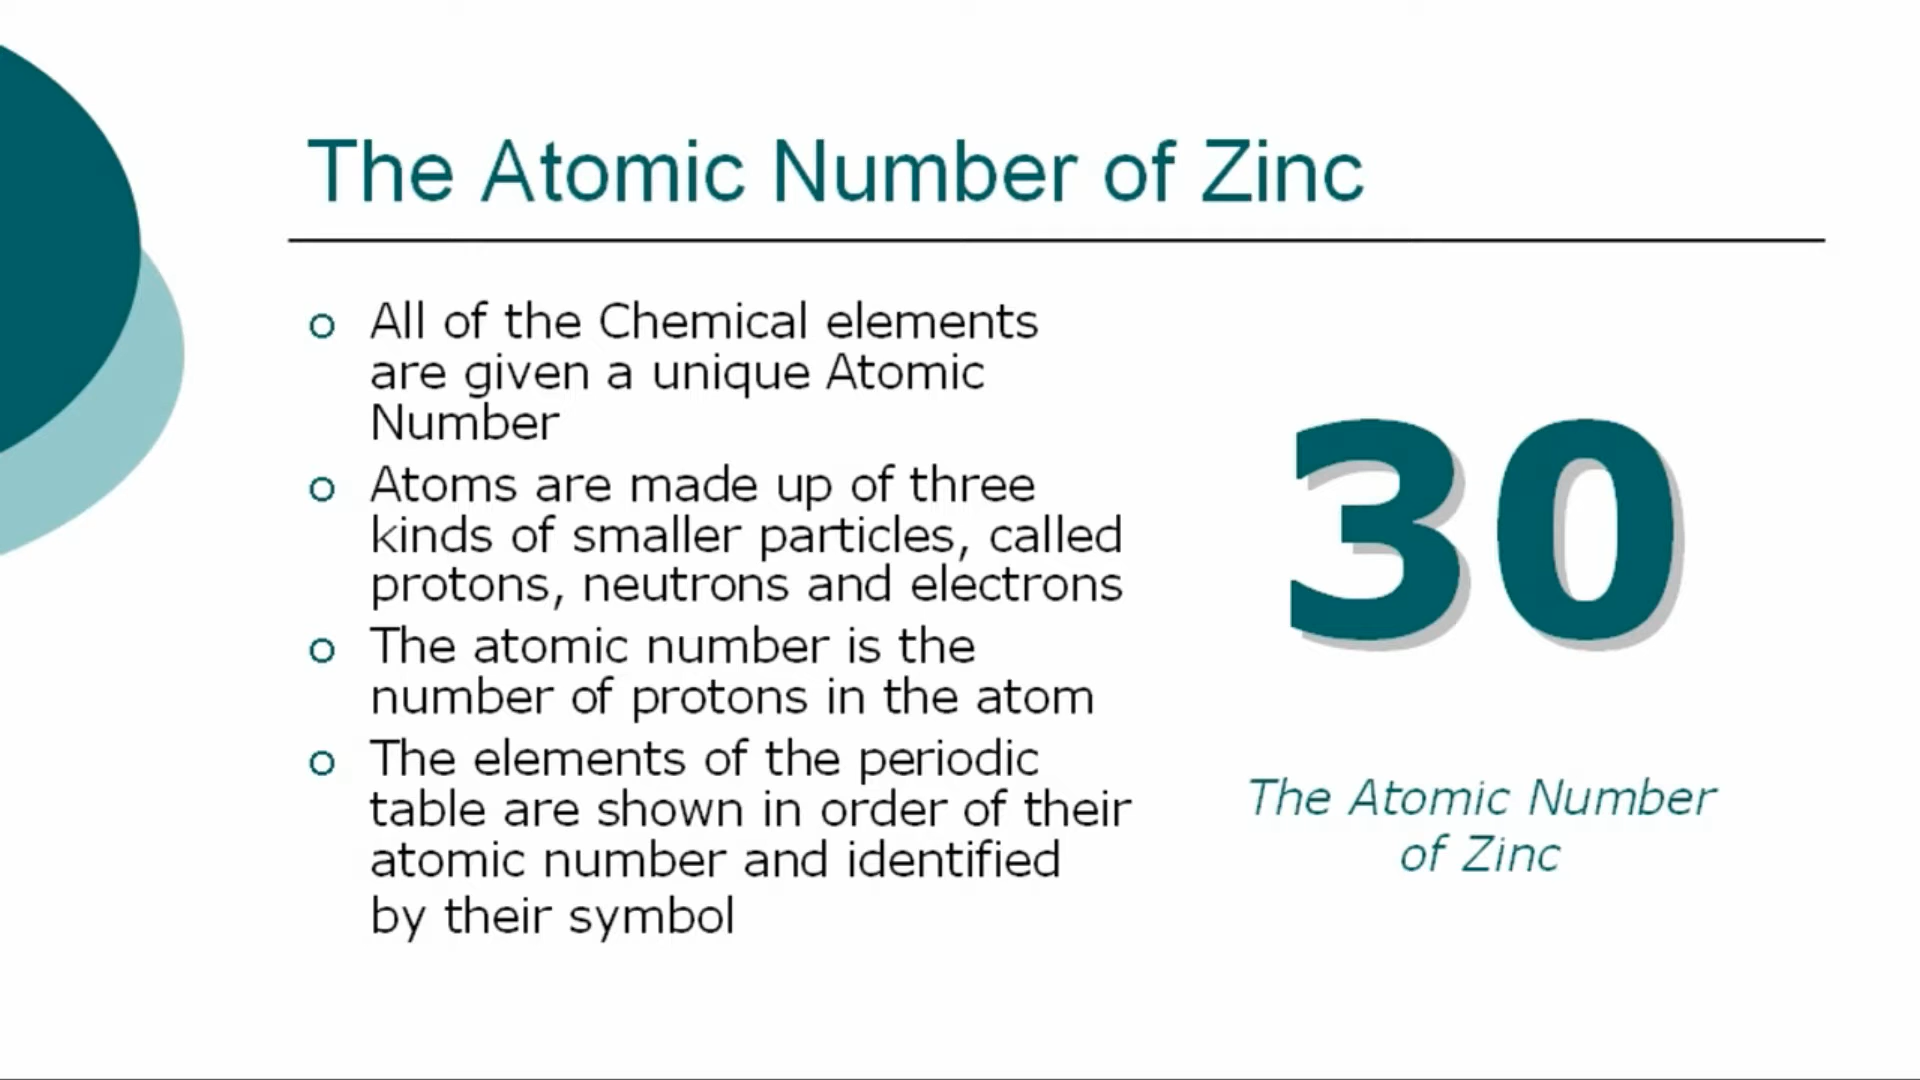 The Atomic Number of Zinc
All of the Chemical elements
are given a unique Atomic
Number
Atoms are made up of three
kinds of smaller particles, called
protons, neutrons and electrons
The atomic number is the
number of protons in the atom
The elements of the periodic
table are shown in order of their
atomic number and identified
by their symbol
30
The Atomic Number
of Zinc